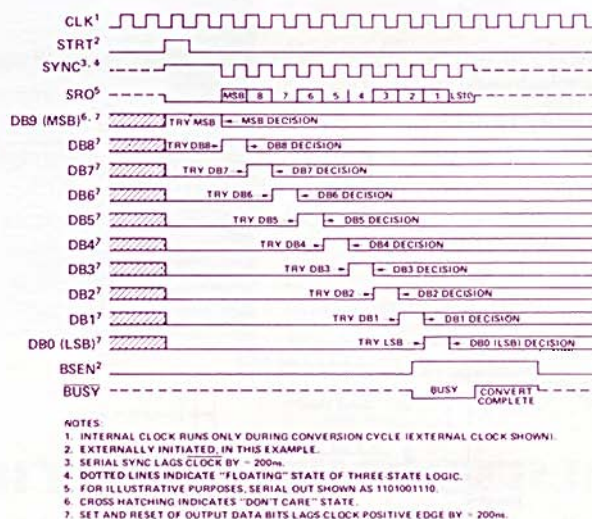 CLK¹
STRT²
SYNC³,⁴
SRO⁵ MSB 8 7 6 5 4 3 2 1
DB9 (MSB)⁶,⁷ TRY MSB MSB DECISION
DB8⁷ TRY DB8 DB8 DECISION
DB7⁷ TRY DB7 DB7 DECISION
DB6⁷ TRY DB6 DB6 DECISION
DB5⁷ TRY DB5 DB5 DECISION
DB4⁷ TRY DB4 DB4 DECISION
DB3⁷ TRY DB3 DB3 DECISION
DB2⁷ TRY DB2 DB2 DECISION
DB1⁷ TRY DB1 DB1 DECISION
DB0 (LSB)⁷ TRY LSB DB0 (LSB) DECISION
BSEN²
BUSY BUSY CONVERT
COMPLETE
NOTES:
1. INTERNAL CLOCK RUNS ONLY DURING CONVERSION CYCLE (EXTERNAL CLOCK SHOWN).
2. EXTERNALLY INITIATED, IN THIS EXAMPLE.
3. SERIAL SYNC LAGS CLOCK BY ≈ 200ns.
4. DOTTED LINES INDICATE "FLOATING" STATE OF THREE-STATE LOGIC.
5. FOR ILLUSTRATIVE PURPOSES, SERIAL OUT SHOWN AS 1101001110.
6. CROSS HATCHING INDICATES "DON'T CARE" STATE.
7. SET AND RESET OF OUTPUT DATA BITS LAGS CLOCK POSITIVE EDGE BY ≈ 200ns.